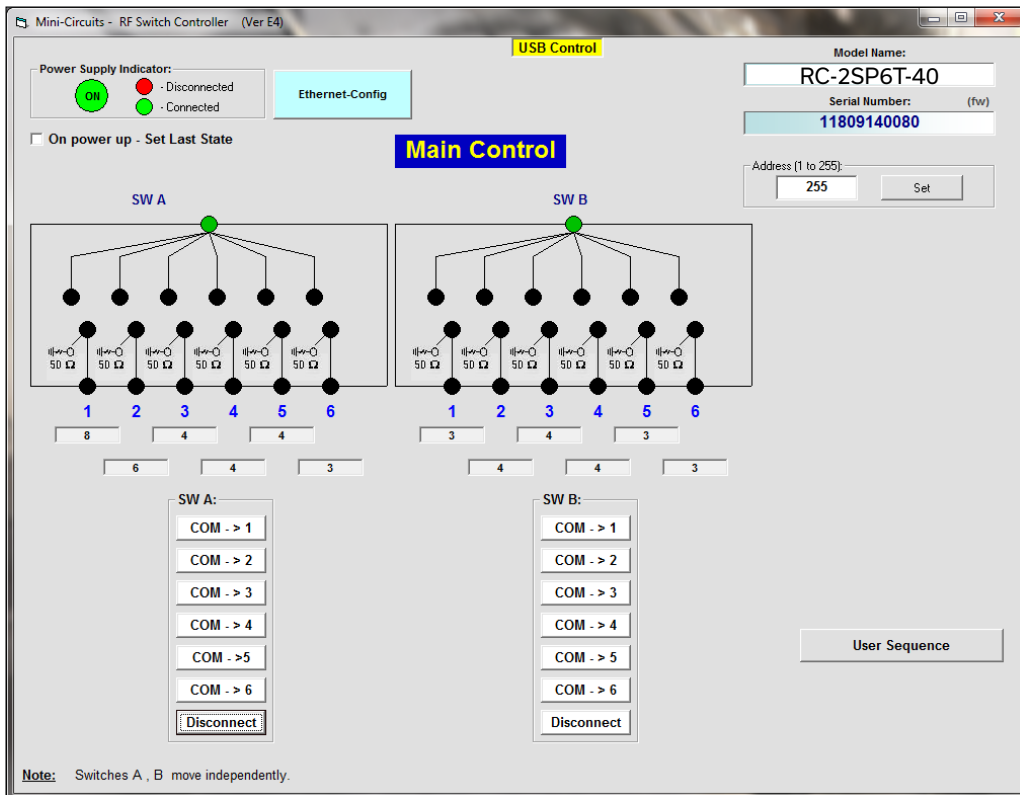 Mini-Circuits - RF Switch Controller (Ver E4)
USB Control
Power Supply Indicator:
ON
- Disconnected
- Connected
Ethernet-Config
Model Name:
RC-2SP6T-40
Serial Number: (fw)
11809140080
On power up - Set Last State
Main Control
Address (1 to 255):
255 Set
SW A SW B
50 Ω 50 Ω 50 Ω 50 Ω 50 Ω 50 Ω 50 Ω 50 Ω 50 Ω 50 Ω 50 Ω 50 Ω
1 2 3 4 5 6 1 2 3 4 5 6
8 4 4 3 4 3
6 4 3 4 4 3
SW A: SW B:
COM - > 1 COM - > 1
COM - > 2 COM - > 2
COM - > 3 COM - > 3
COM - > 4 COM - > 4
COM - >5 COM - > 5
COM - > 6 COM - > 6
Disconnect Disconnect
User Sequence
Note: Switches A , B move independently.